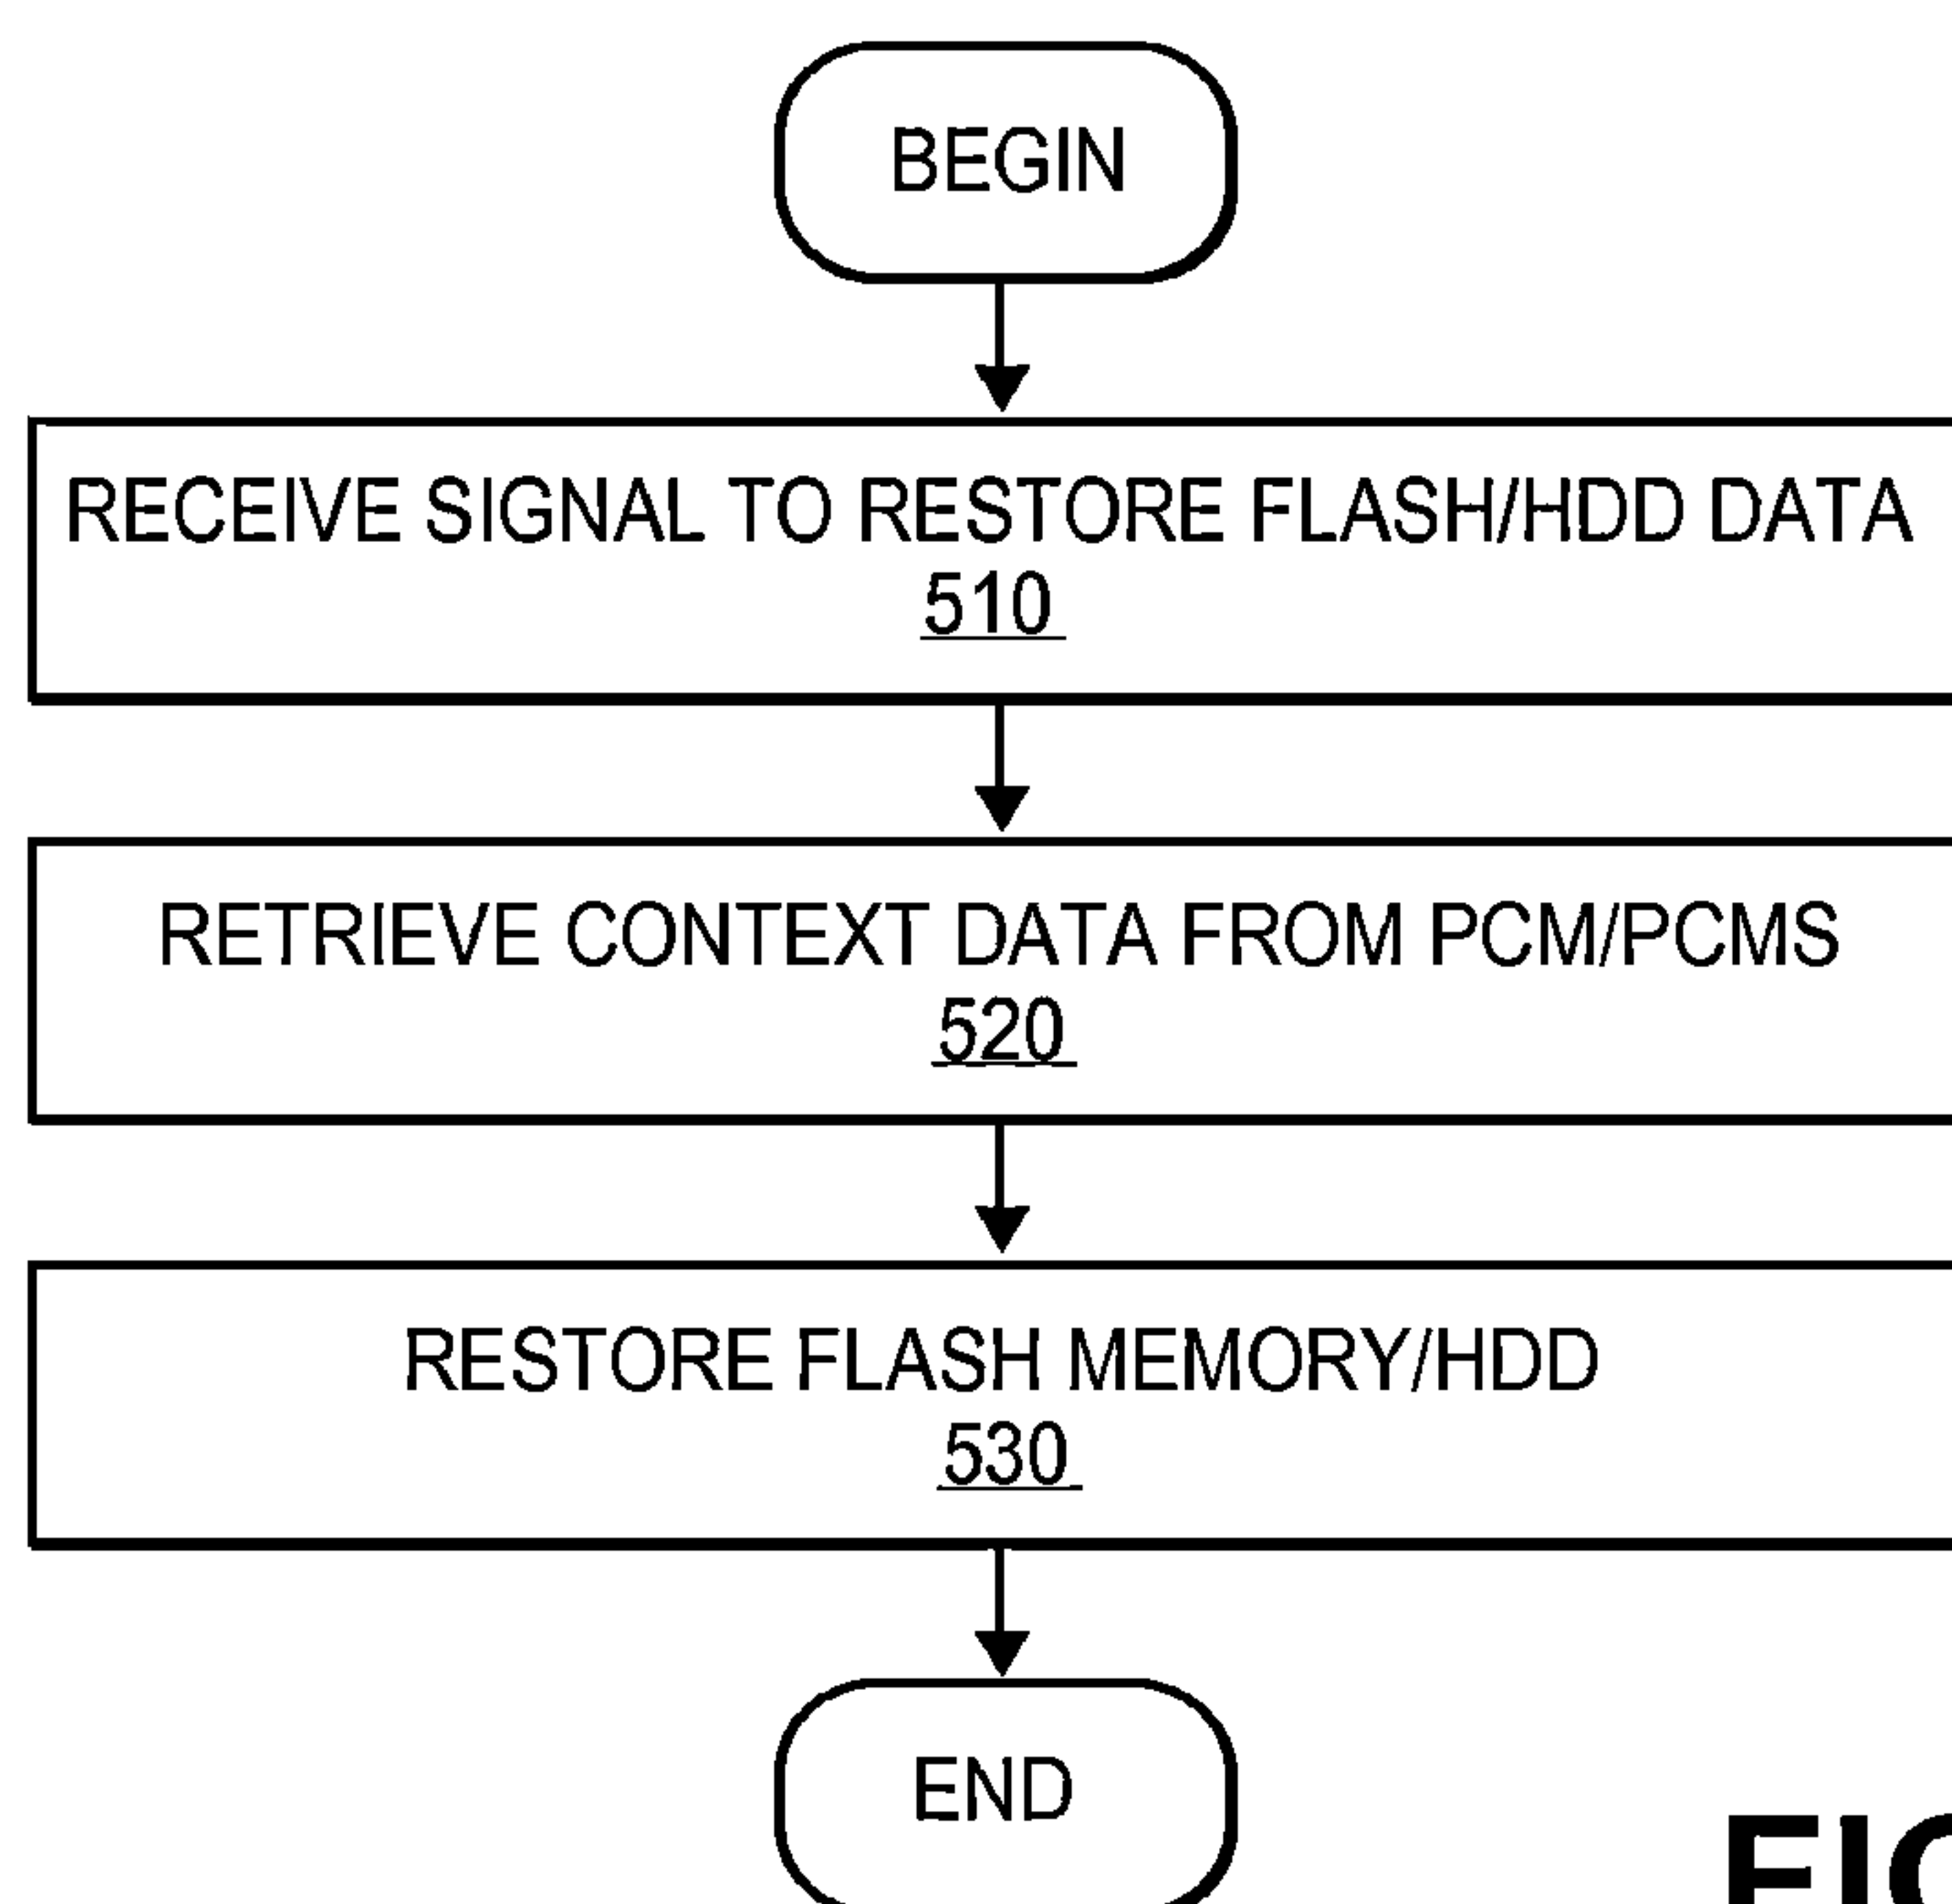 BEGIN
RECEIVE SIGNAL TO RESTORE FLASH/HDD DATA
510
RETRIEVE CONTEXT DATA FROM PCM/PCMS
520
RESTORE FLASH MEMORY/HDD
530
END